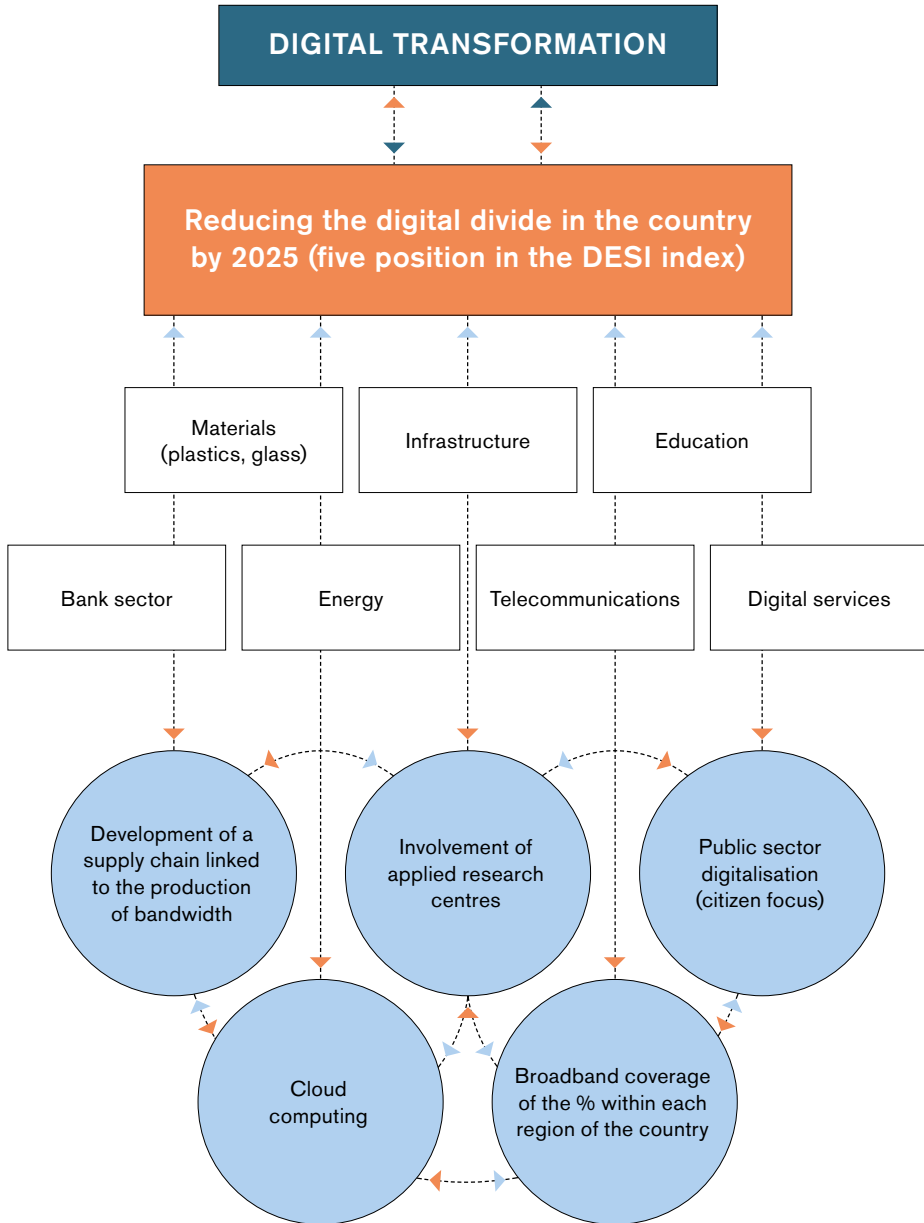 DIGITAL TRANSFORMATION
Reducing the digital divide in the country
by 2025 (five position in the DESI index)
Materials
(plastics, glass)
Infrastructure
Education
Bank sector
Energy
Telecommunications
Digital services
Development of a
supply chain linked
to the production
of bandwidth
Involvement of
applied research
centres
Public sector
digitalisation
(citizen focus)
Cloud
computing
Broadband coverage
of the % within each
region of the country